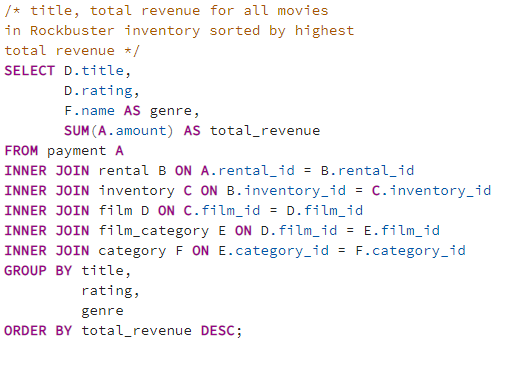 /* title, total revenue for all movies
in Rockbuster inventory sorted by highest
total revenue */
SELECT D.title,
       D.rating,
       F.name AS genre,
       SUM(A.amount) AS total_revenue
FROM payment A
INNER JOIN rental B ON A.rental_id = B.rental_id
INNER JOIN inventory C ON B.inventory_id = C.inventory_id
INNER JOIN film D ON C.film_id = D.film_id
INNER JOIN film_category E ON D.film_id = E.film_id
INNER JOIN category F ON E.category_id = F.category_id
GROUP BY title,
         rating,
         genre
ORDER BY total_revenue DESC;